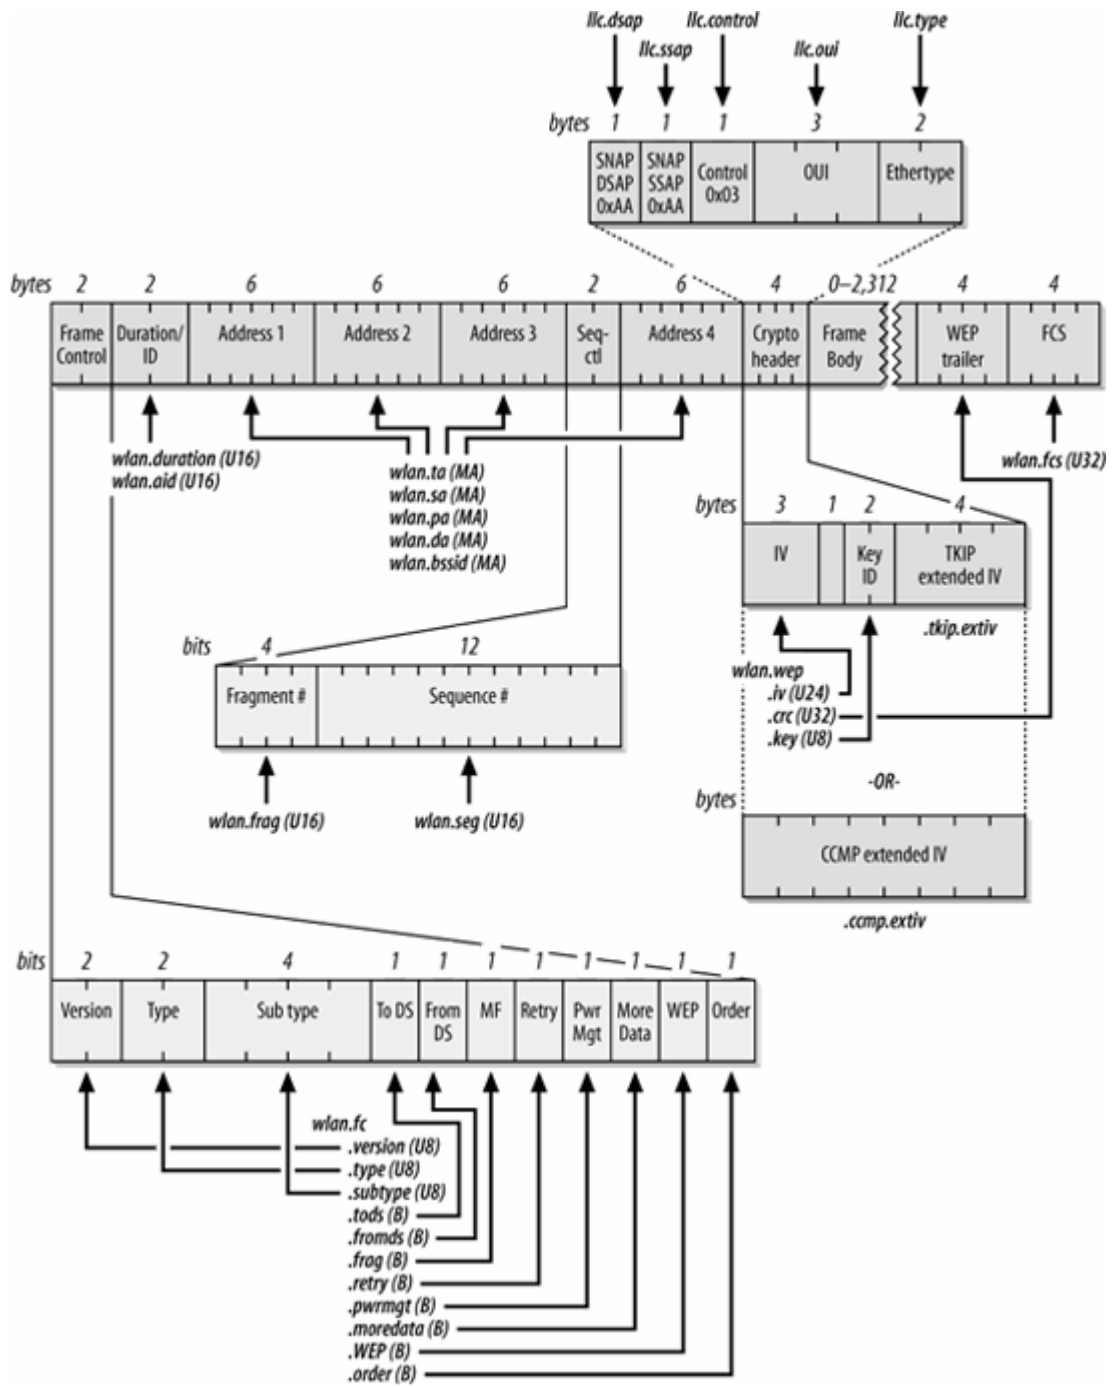 llc.dsap llc.control llc.type
llc.ssap llc.oui
bytes 1 1 1 3 2
SNAP DSAP 0xAA
SNAP SSAP 0xAA
Control 0x03
OUI
Ethertype
bytes 2 2 6 6 6 2 6 4 0–2,312 4 4
Frame Control
Duration/ ID
Address 1
Address 2
Address 3
Seq- ctl
Address 4
Crypto header
Frame Body
WEP trailer
FCS
wlan.duration (U16)
wlan.aid (U16)
wlan.ta (MA)
wlan.sa (MA)
wlan.pa (MA)
wlan.da (MA)
wlan.bssid (MA)
wlan.fcs (U32)
bytes 3 1 2 4
IV
Key ID
TKIP extended IV
.tkip.extiv
wlan.wep
.iv (U24)
.crc (U32)
.key (U8)
-OR-
bytes
CCMP extended IV
.ccmp.extiv
bits 4 12
Fragment # Sequence #
wlan.frag (U16) wlan.seg (U16)
bits 2 2 4 1 1 1 1 1 1 1 1
Version
Type
Sub type
To DS
From DS
MF
Retry
Pwr Mgt
More Data
WEP
Order
wlan.fc
.version (U8)
.type (U8)
.subtype (U8)
.tods (B)
.fromds (B)
.frag (B)
.retry (B)
.pwrmgt (B)
.moredata (B)
.WEP (B)
.order (B)